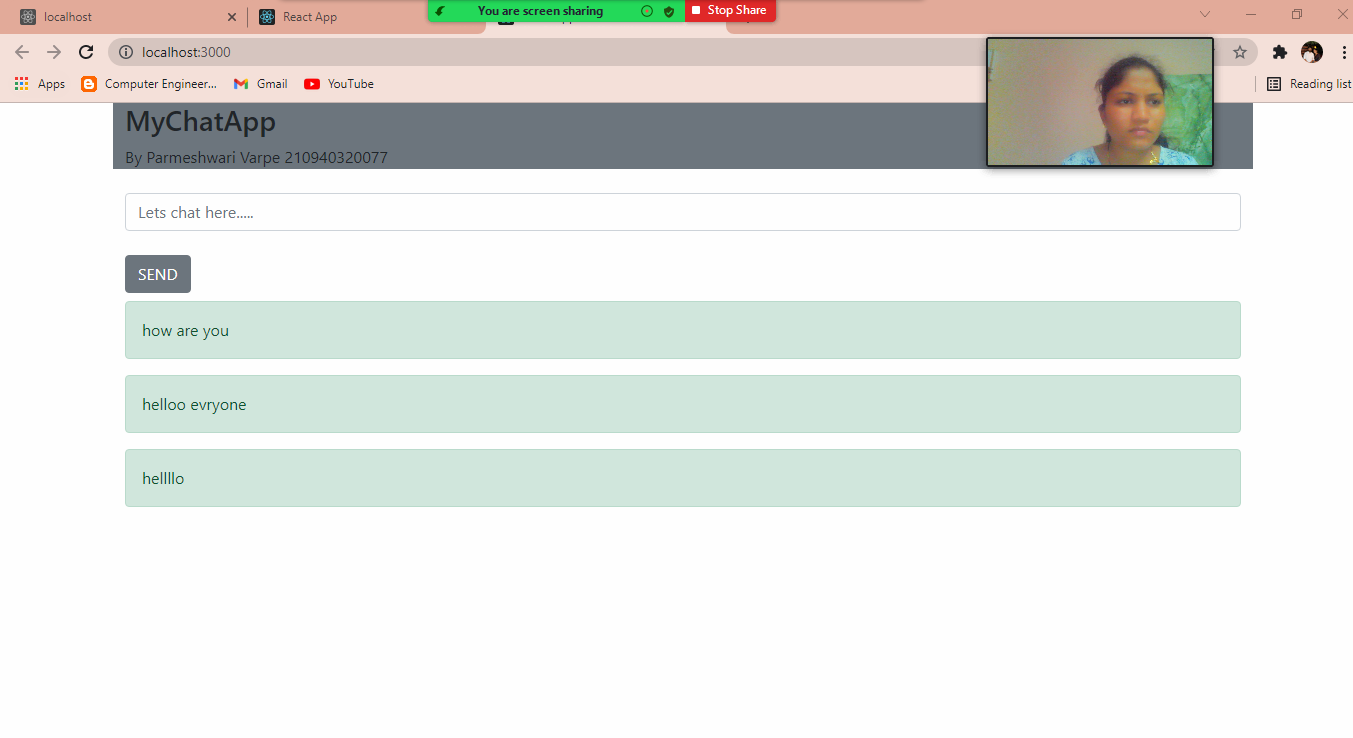 localhost
React App
You are screen sharing
Stop Share
localhost:3000
Apps
Computer Engineer...
Gmail
YouTube
Reading list
MyChatApp
By Parmeshwari Varpe 210940320077
Lets chat here.....
SEND
how are you
helloo evryone
hellllo